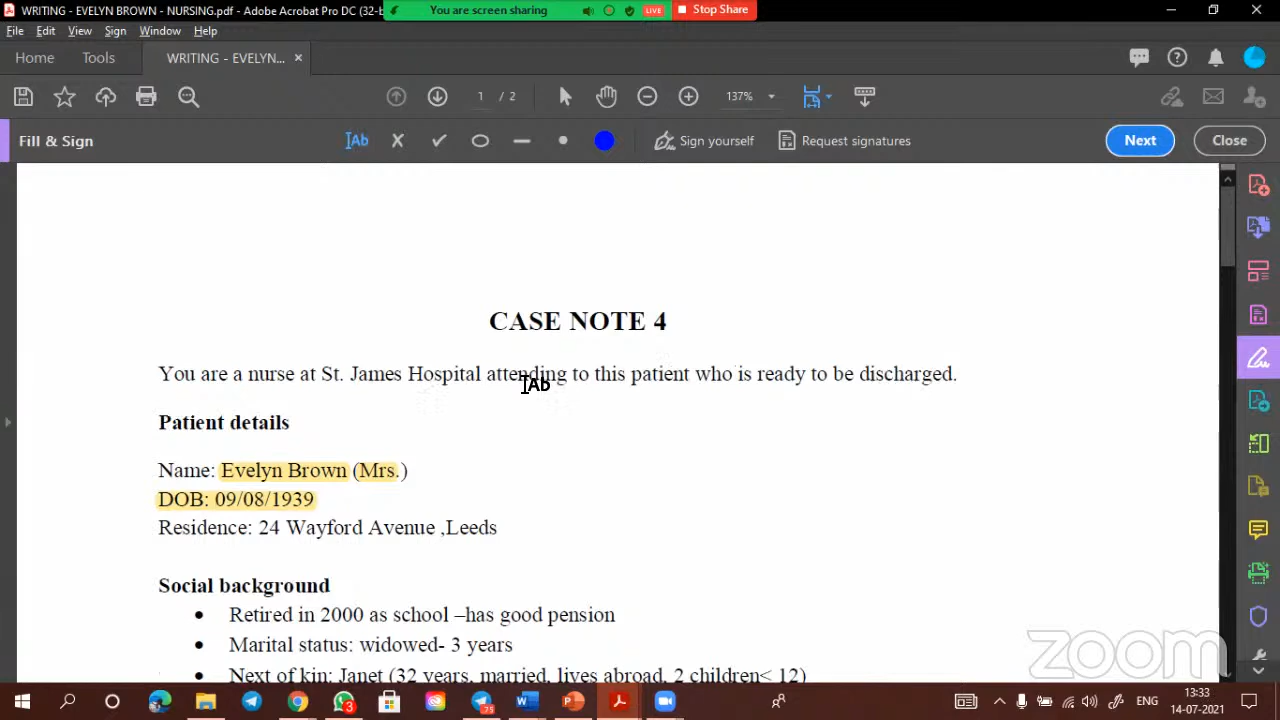 WRITING - EVELYN BROWN - NURSING.pdf - Adobe Acrobat Pro DC (32-b
You are screen sharing
LIVE
Stop Share
File Edit View Sign Window Help
Home Tools WRITING - EVELYN... ×
1 / 2 137%
Fill & Sign
Ab
Sign yourself
Request signatures
Next
Close
CASE NOTE 4
You are a nurse at St. James Hospital attending to this patient who is ready to be discharged.
Ab
Patient details
Name: Evelyn Brown (Mrs.)
DOB: 09/08/1939
Residence: 24 Wayford Avenue ,Leeds
Social background
• Retired in 2000 as school –has good pension
• Marital status: widowed- 3 years
• Next of kin: Janet (32 years, married, lives abroad, 2 children< 12)
zoom
3
ENG
13:33
14-07-2021